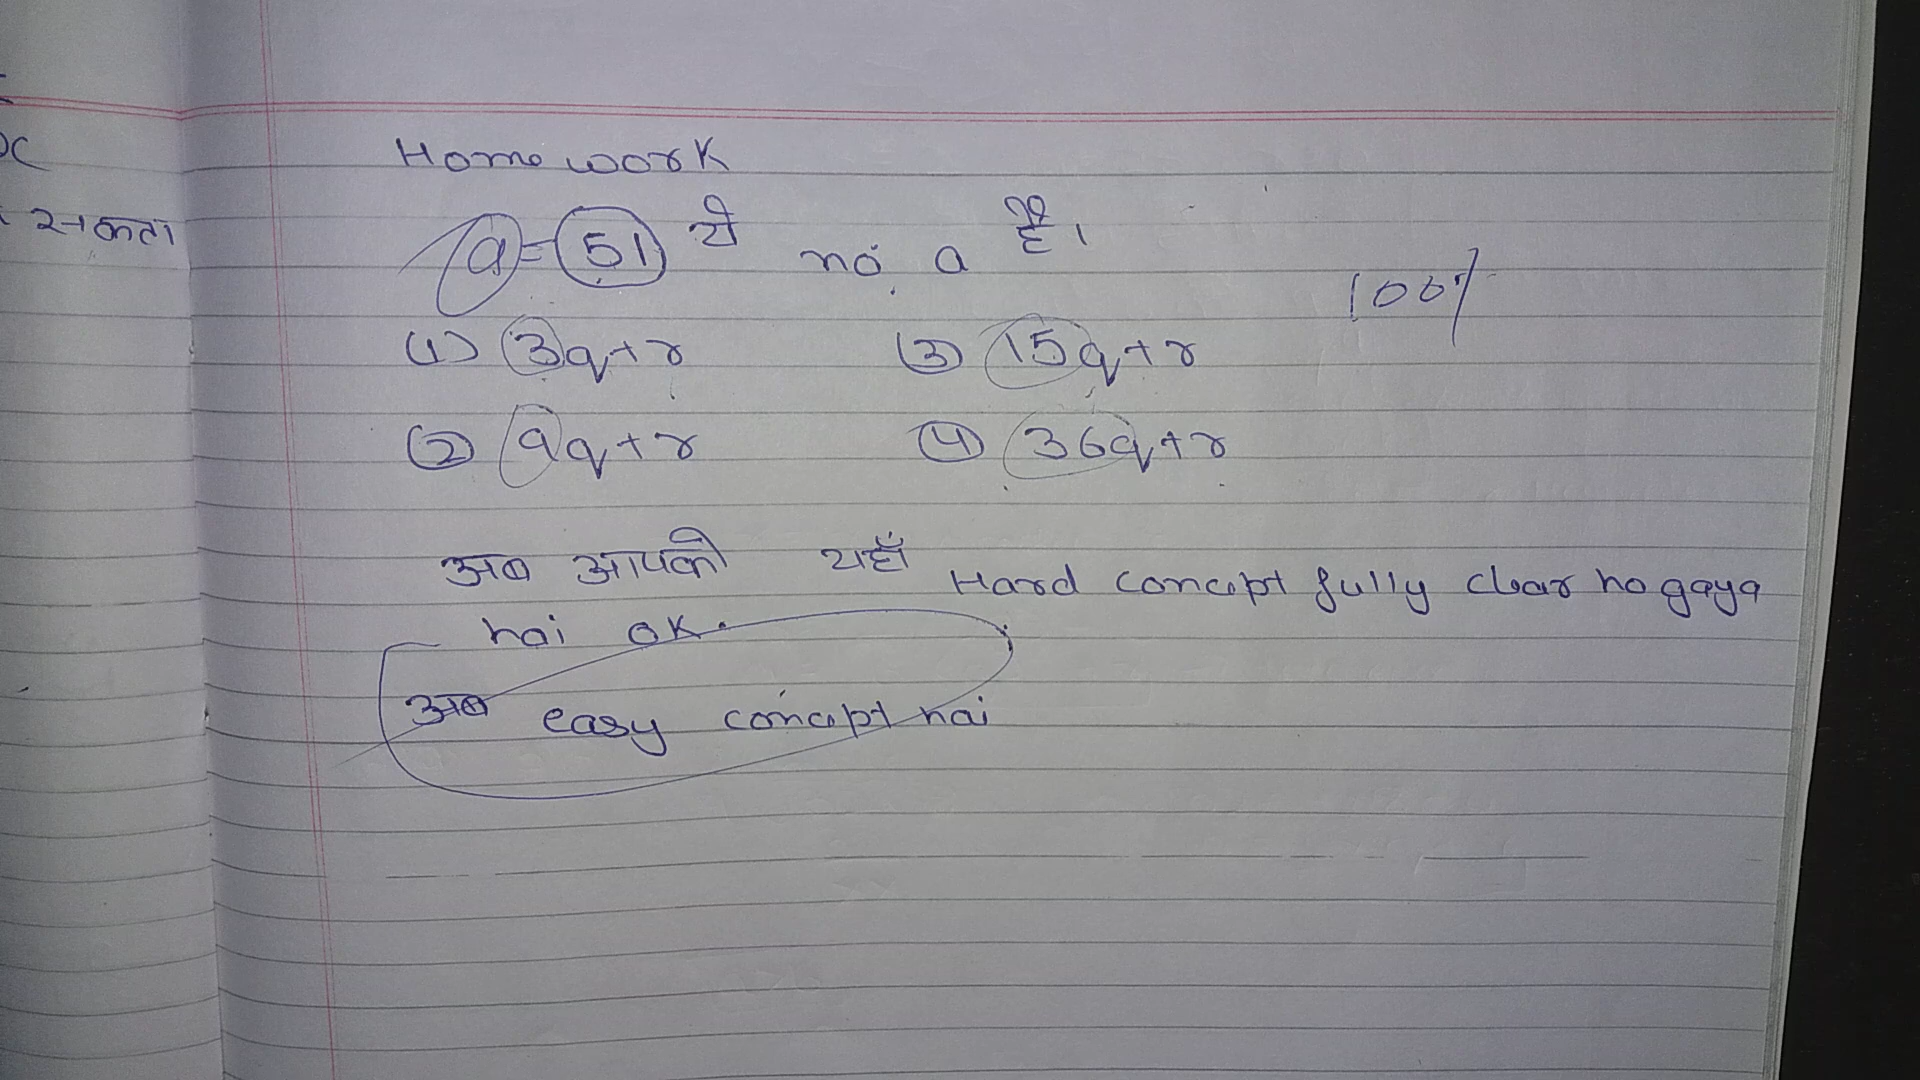 सकता
Home work
a = 51 ये no. a है।
100%
(1) 3q+r
(3) 15q+r
(2) 9q+r
(4) 36q+r
अब आपको यहाँ Hard concept fully clear ho gaya
hai ok.
अब easy concept hai